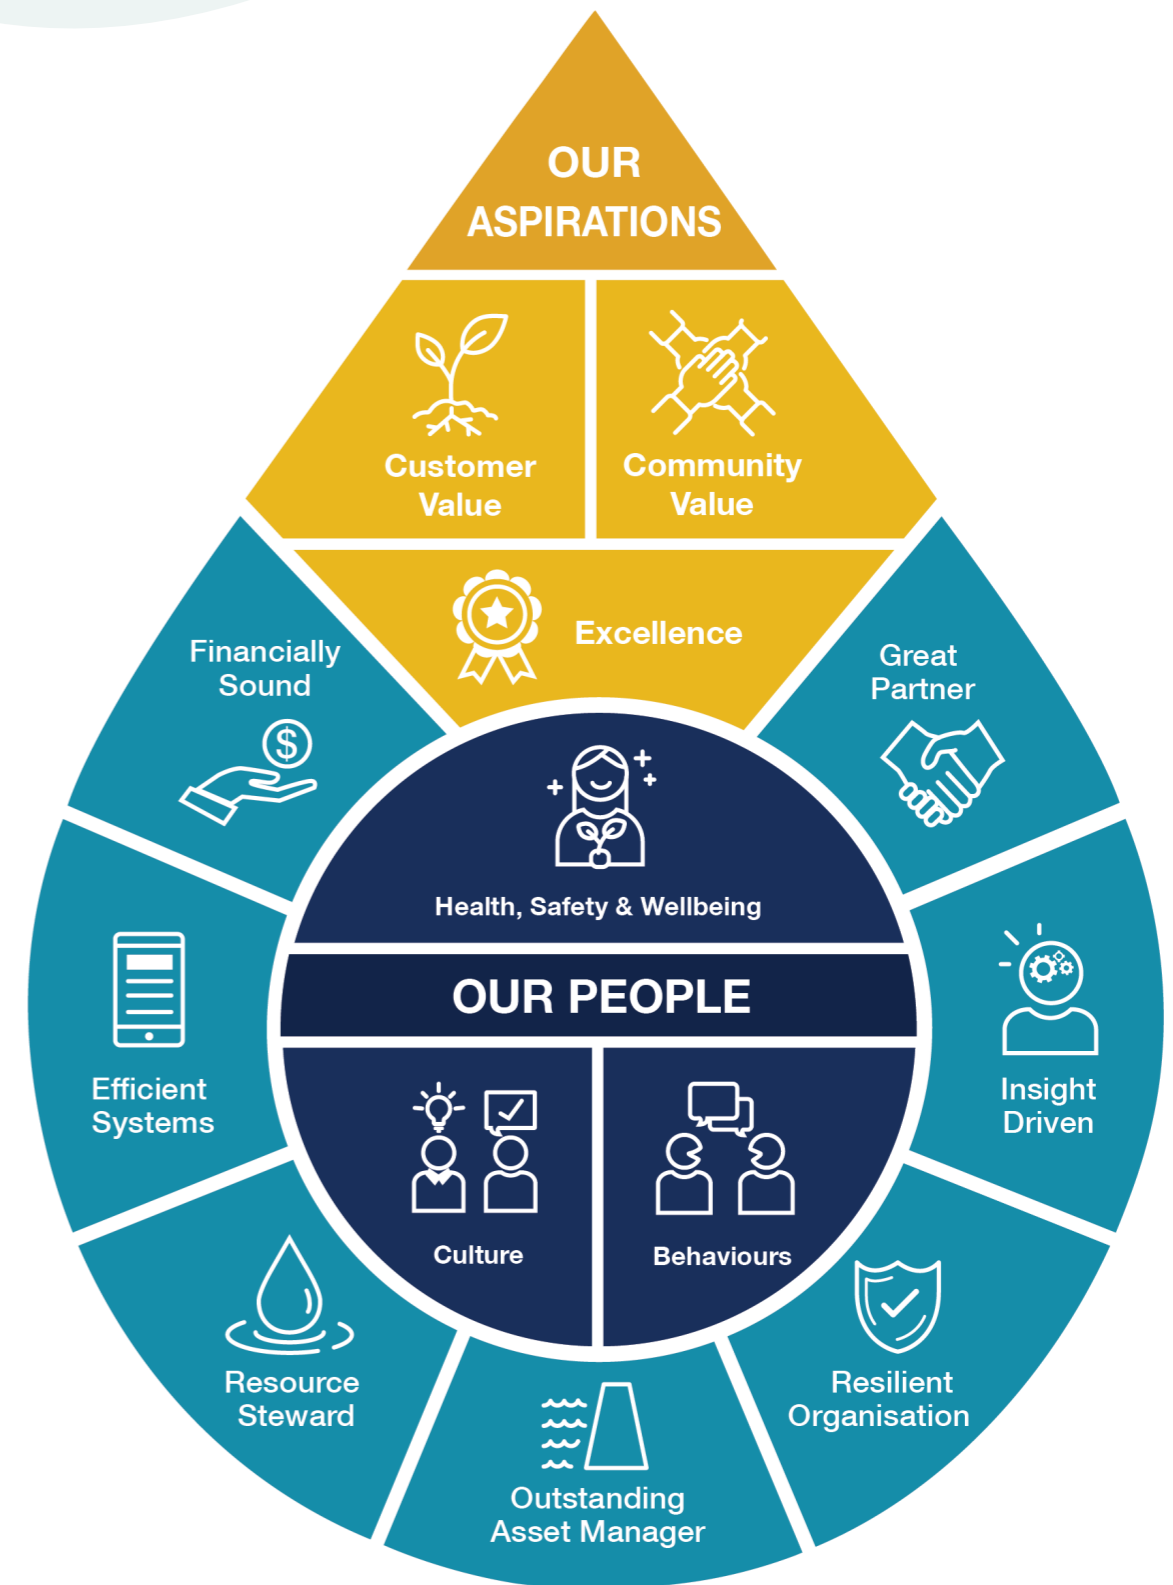 OUR
ASPIRATIONS
Customer
Value
Community
Value
Excellence
Financially
Sound
$
Great
Partner
Health, Safety & Wellbeing
OUR PEOPLE
Efficient
Systems
Insight
Driven
Culture
Behaviours
Resource
Steward
Resilient
Organisation
Outstanding
Asset Manager